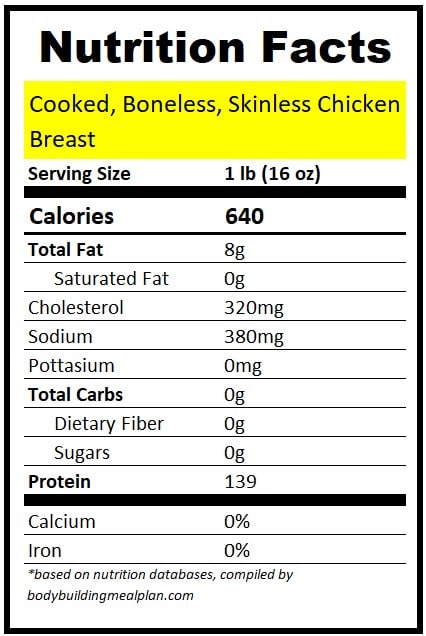 Nutrition Facts
Cooked, Boneless, Skinless Chicken
Breast
Serving Size 1 lb (16 oz)
Calories 640
Total Fat 8g
Saturated Fat 0g
Cholesterol 320mg
Sodium 380mg
Pottasium 0mg
Total Carbs 0g
Dietary Fiber 0g
Sugars 0g
Protein 139
Calcium 0%
Iron 0%
*based on nutrition databases, compiled by
bodybuildingmealplan.com